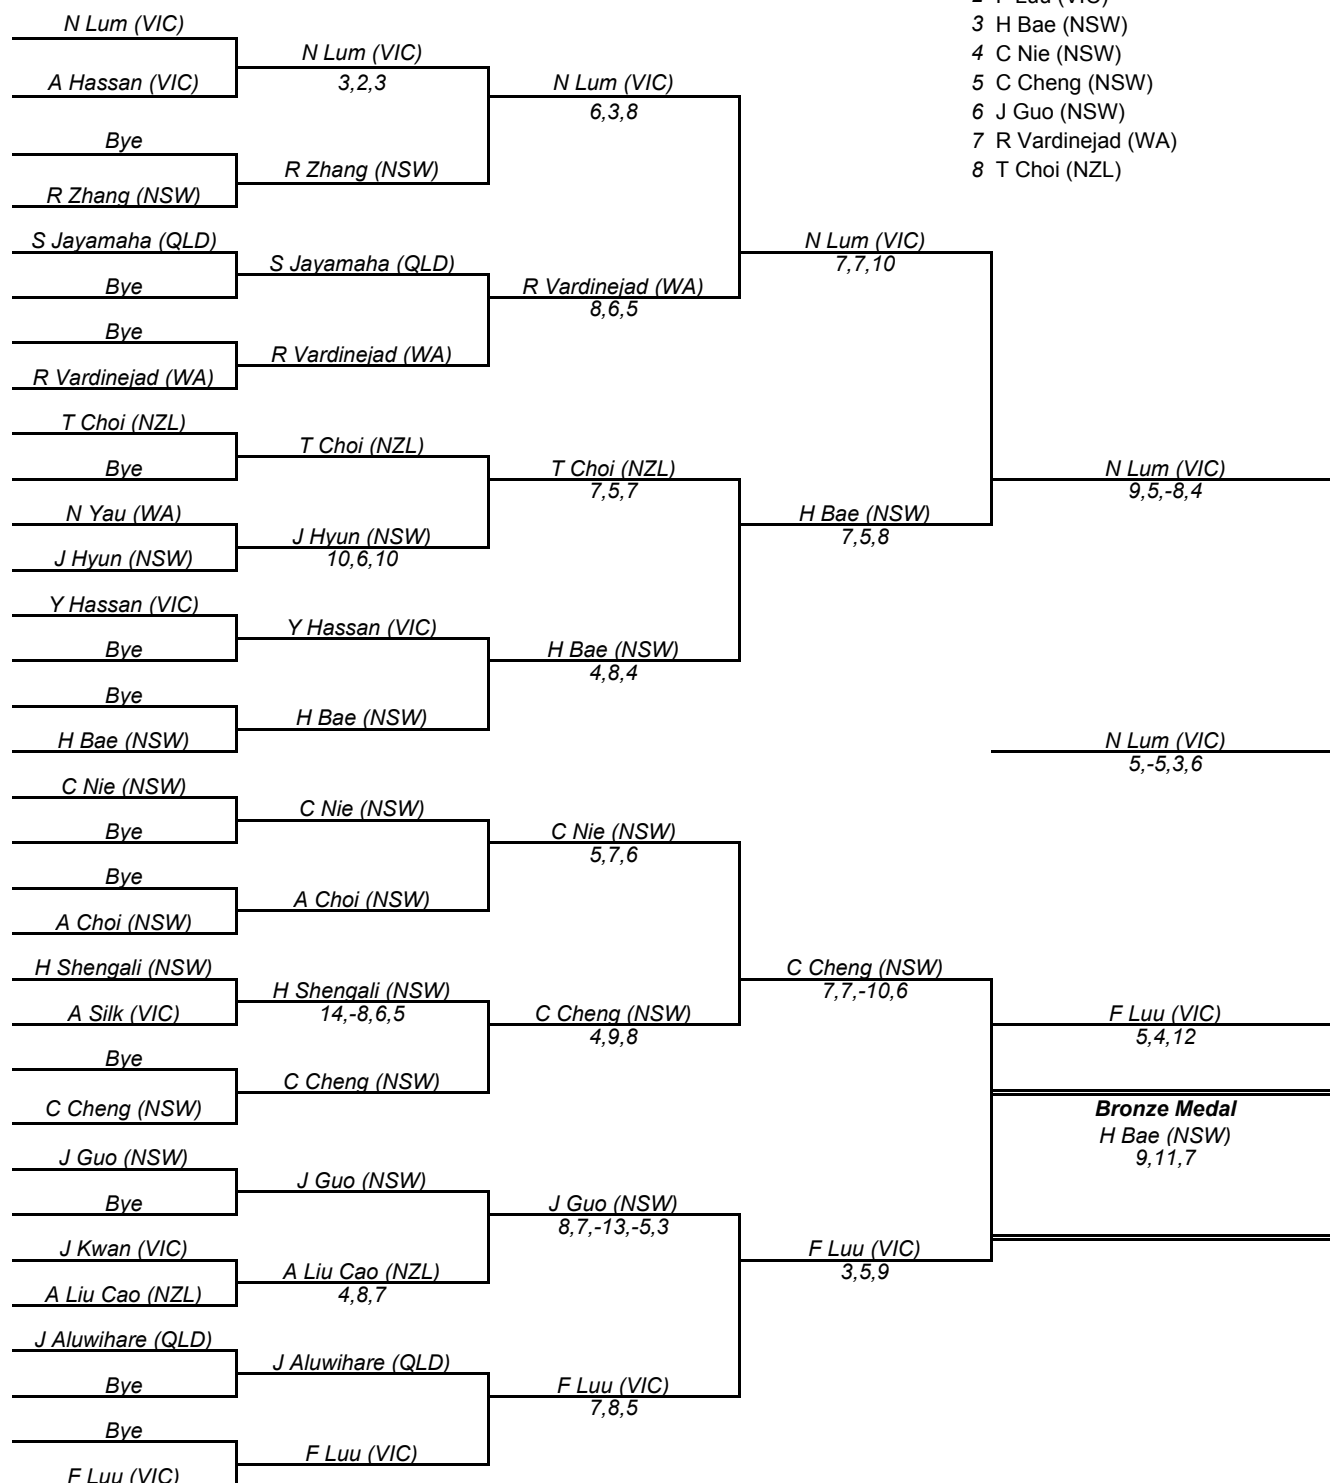 2 F Luu (VIC)
3 H Bae (NSW)
4 C Nie (NSW)
5 C Cheng (NSW)
6 J Guo (NSW)
7 R Vardinejad (WA)
8 T Choi (NZL)
N Lum (VIC)
A Hassan (VIC)
Bye
R Zhang (NSW)
S Jayamaha (QLD)
Bye
Bye
R Vardinejad (WA)
T Choi (NZL)
Bye
N Yau (WA)
J Hyun (NSW)
Y Hassan (VIC)
Bye
Bye
H Bae (NSW)
C Nie (NSW)
Bye
Bye
A Choi (NSW)
H Shengali (NSW)
A Silk (VIC)
Bye
C Cheng (NSW)
J Guo (NSW)
Bye
J Kwan (VIC)
A Liu Cao (NZL)
J Aluwihare (QLD)
Bye
Bye
F Luu (VIC)
N Lum (VIC)
3,2,3
R Zhang (NSW)
S Jayamaha (QLD)
R Vardinejad (WA)
T Choi (NZL)
J Hyun (NSW)
10,6,10
Y Hassan (VIC)
H Bae (NSW)
C Nie (NSW)
A Choi (NSW)
H Shengali (NSW)
14,-8,6,5
C Cheng (NSW)
J Guo (NSW)
A Liu Cao (NZL)
4,8,7
J Aluwihare (QLD)
F Luu (VIC)
N Lum (VIC)
6,3,8
R Vardinejad (WA)
8,6,5
T Choi (NZL)
7,5,7
H Bae (NSW)
4,8,4
C Nie (NSW)
5,7,6
C Cheng (NSW)
4,9,8
J Guo (NSW)
8,7,-13,-5,3
F Luu (VIC)
7,8,5
N Lum (VIC)
7,7,10
H Bae (NSW)
7,5,8
C Cheng (NSW)
7,7,-10,6
F Luu (VIC)
3,5,9
N Lum (VIC)
9,5,-8,4
N Lum (VIC)
5,-5,3,6
F Luu (VIC)
5,4,12
Bronze Medal
H Bae (NSW)
9,11,7